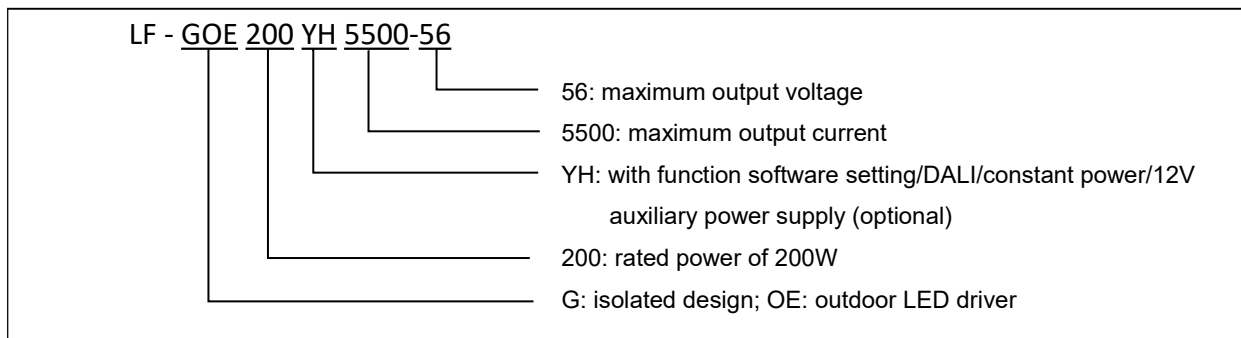 LF - GOE 200 YH 5500-56
56: maximum output voltage
5500: maximum output current
YH: with function software setting/DALI/constant power/12V
auxiliary power supply (optional)
200: rated power of 200W
G: isolated design; OE: outdoor LED driver